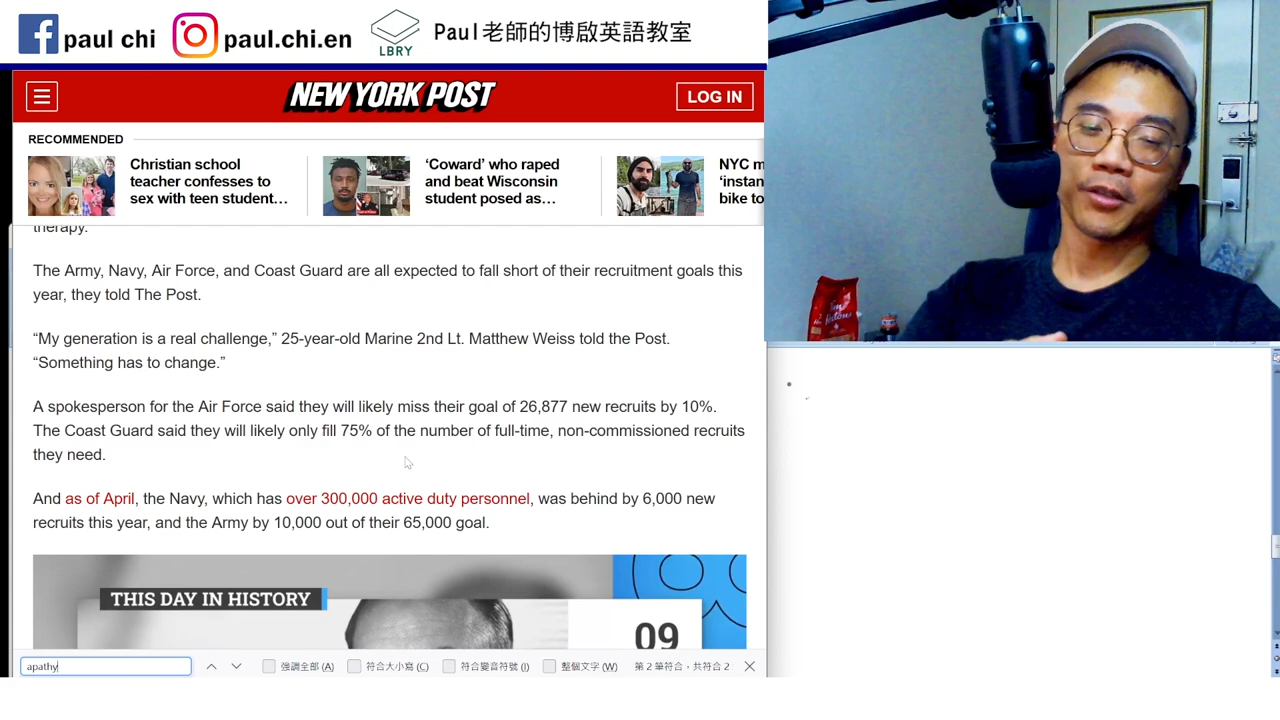 paul chi
paul.chi.en
LBRY
Paul老師的博啟英語教室
NEW YORK POST
LOG IN
RECOMMENDED
Christian school
teacher confesses to
sex with teen student…
‘Coward’ who raped
and beat Wisconsin
student posed as…
NYC m
‘instan
bike to
therapy.
The Army, Navy, Air Force, and Coast Guard are all expected to fall short of their recruitment goals this
year, they told The Post.
“My generation is a real challenge,” 25-year-old Marine 2nd Lt. Matthew Weiss told the Post.
“Something has to change.”
A spokesperson for the Air Force said they will likely miss their goal of 26,877 new recruits by 10%.
The Coast Guard said they will likely only fill 75% of the number of full-time, non-commissioned recruits
they need.
And as of April, the Navy, which has over 300,000 active duty personnel, was behind by 6,000 new
recruits this year, and the Army by 10,000 out of their 65,000 goal.
THIS DAY IN HISTORY
09
apathy
強調全部 (A)
符合大小寫 (C)
符合變音符號 (I)
整個文字 (W)
第 2 筆符合，共符合 2
Tim Hortons